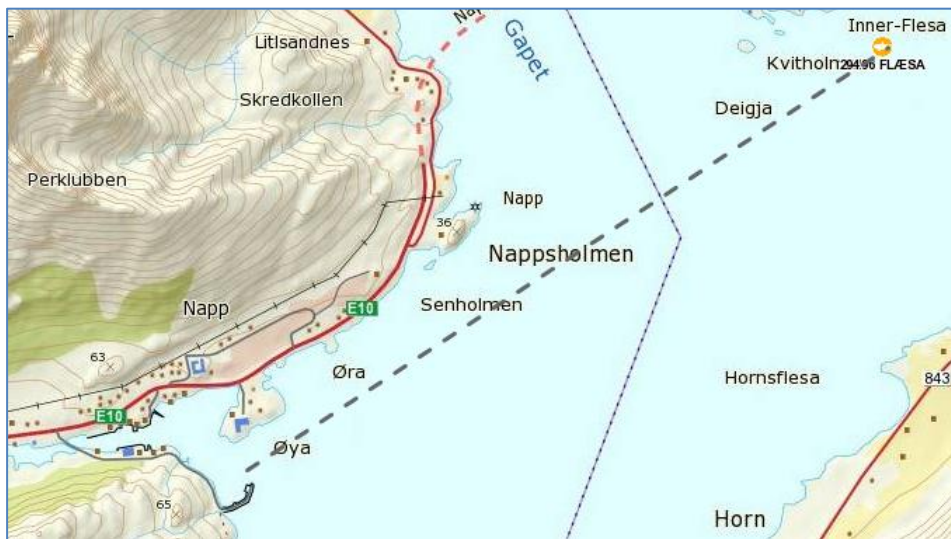 Litlsandnes
Gapet
Inner-Flesa
29496 FLÆSA
Skredkollen
Deigja
Perklubben
36
Napp
Nappsholmen
Napp
E10
Senholmen
63
Øra
Hornsflesa
843
E10
Øya
65
Horn